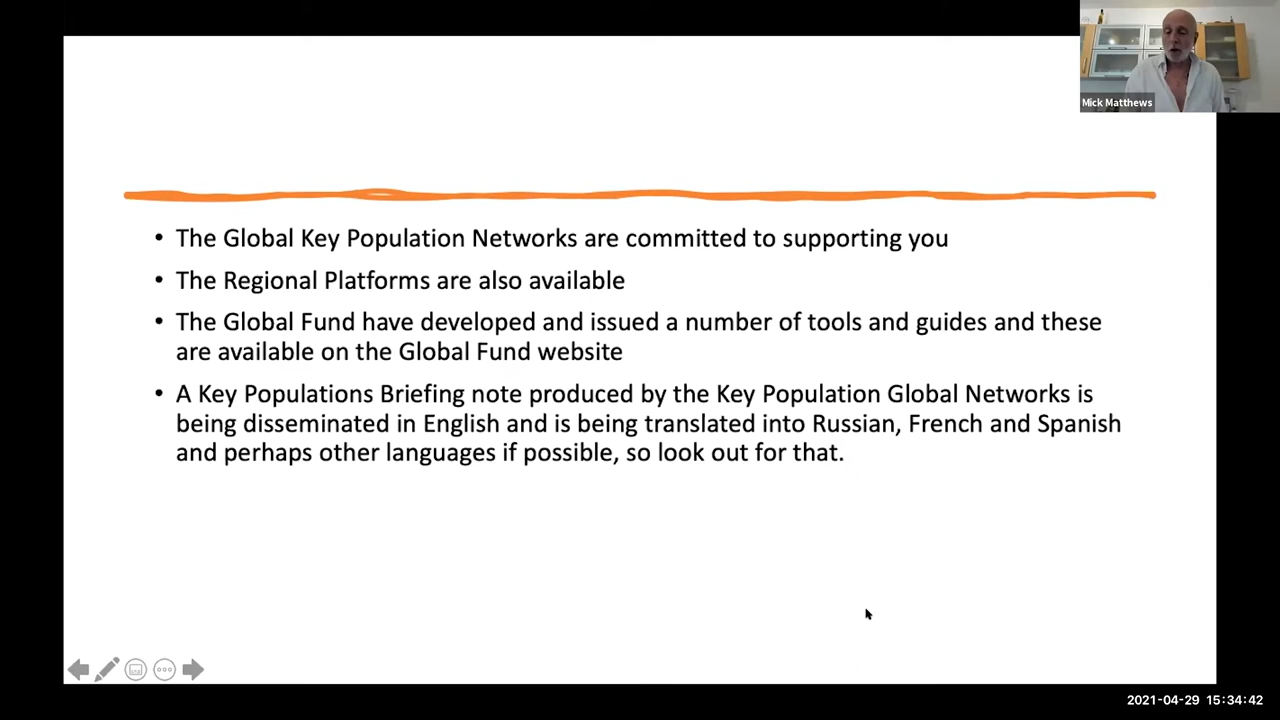 Mick Matthews
• The Global Key Population Networks are committed to supporting you
• The Regional Platforms are also available
• The Global Fund have developed and issued a number of tools and guides and these
are available on the Global Fund website
• A Key Populations Briefing note produced by the Key Population Global Networks is
being disseminated in English and is being translated into Russian, French and Spanish
and perhaps other languages if possible, so look out for that.
2021-04-29 15:34:42